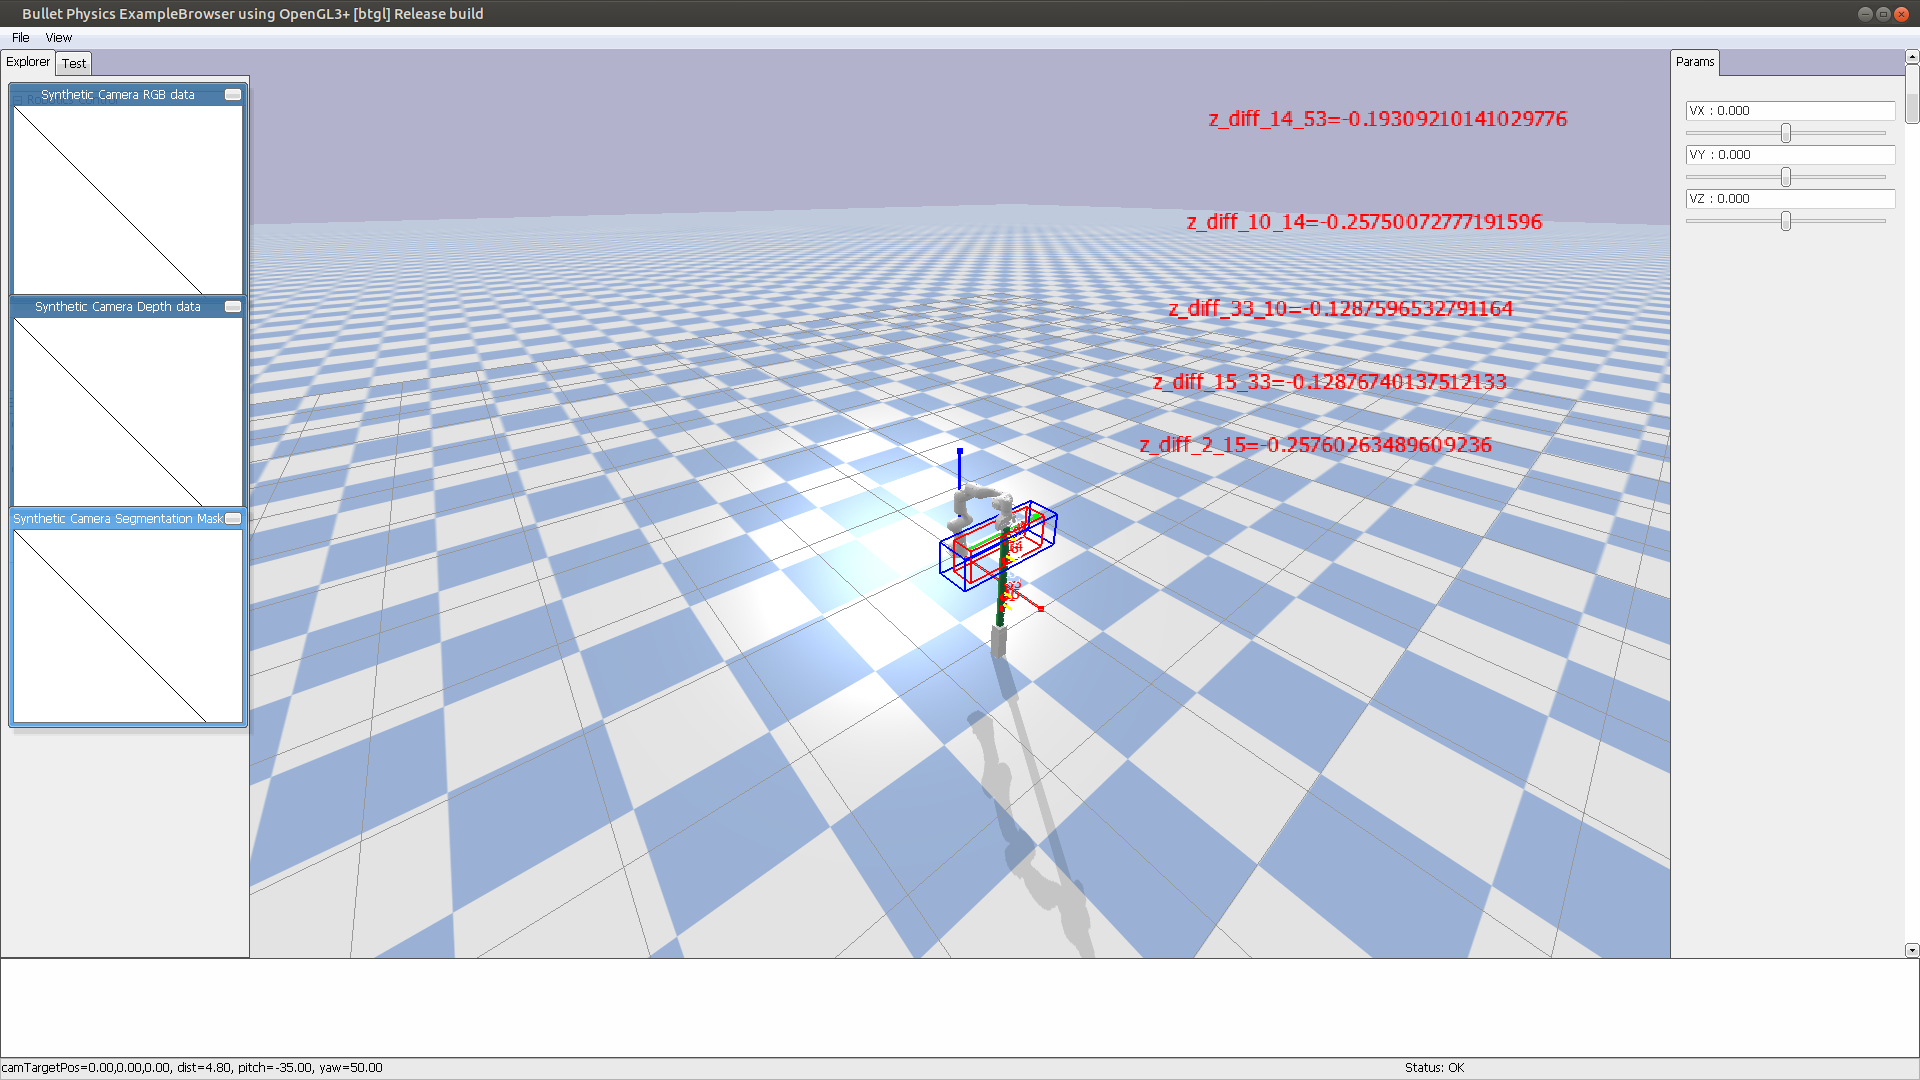 Bullet Physics ExampleBrowser using OpenGL3+ [btgl] Release build
File View
Explorer Test
Params
Synthetic Camera RGB data
Synthetic Camera Depth data
Synthetic Camera Segmentation Mask
z_diff_14_53=-0.19309210141029776
z_diff_10_14=-0.25750072777191596
z_diff_33_10=-0.1287596532791164
z_diff_15_33=-0.12876740137512133
z_diff_2_15=-0.25760263489609236
VX : 0.000
VY : 0.000
VZ : 0.000
camTargetPos=0.00,0.00,0.00, dist=4.80, pitch=-35.00, yaw=50.00
Status: OK